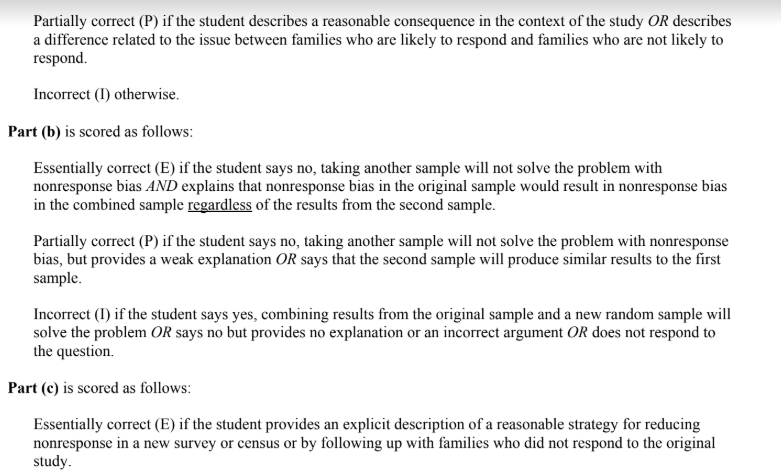 Partially correct (P) if the student describes a reasonable consequence in the context of the study OR describes
a difference related to the issue between families who are likely to respond and families who are not likely to
respond.
Incorrect (I) otherwise.
Part (b) is scored as follows:
Essentially correct (E) if the student says no, taking another sample will not solve the problem with
nonresponse bias AND explains that nonresponse bias in the original sample would result in nonresponse bias
in the combined sample regardless of the results from the second sample.
Partially correct (P) if the student says no, taking another sample will not solve the problem with nonresponse
bias, but provides a weak explanation OR says that the second sample will produce similar results to the first
sample.
Incorrect (I) if the student says yes, combining results from the original sample and a new random sample will
solve the problem OR says no but provides no explanation or an incorrect argument OR does not respond to
the question.
Part (c) is scored as follows:
Essentially correct (E) if the student provides an explicit description of a reasonable strategy for reducing
nonresponse in a new survey or census or by following up with families who did not respond to the original
study.